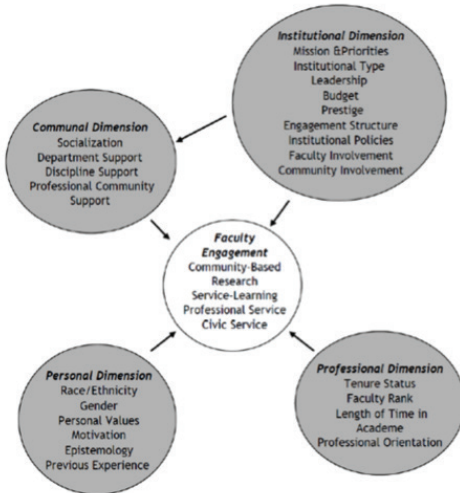 Institutional Dimension
Mission &Priorities
Institutional Type
Leadership
Budget
Prestige
Engagement Structure
Institutional Policies
Faculty Involvement
Community Involvement
Communal Dimension
Socialization
Department Support
Discipline Support
Professional Community
Support
Faculty
Engagement
Community-Based
Research
Service-Learning
Professional Service
Civic Service
Personal Dimension
Race/Ethnicity
Gender
Personal Values
Motivation
Epistemology
Previous Experience
Professional Dimension
Tenure Status
Faculty Rank
Length of Time in
Academe
Professional Orientation